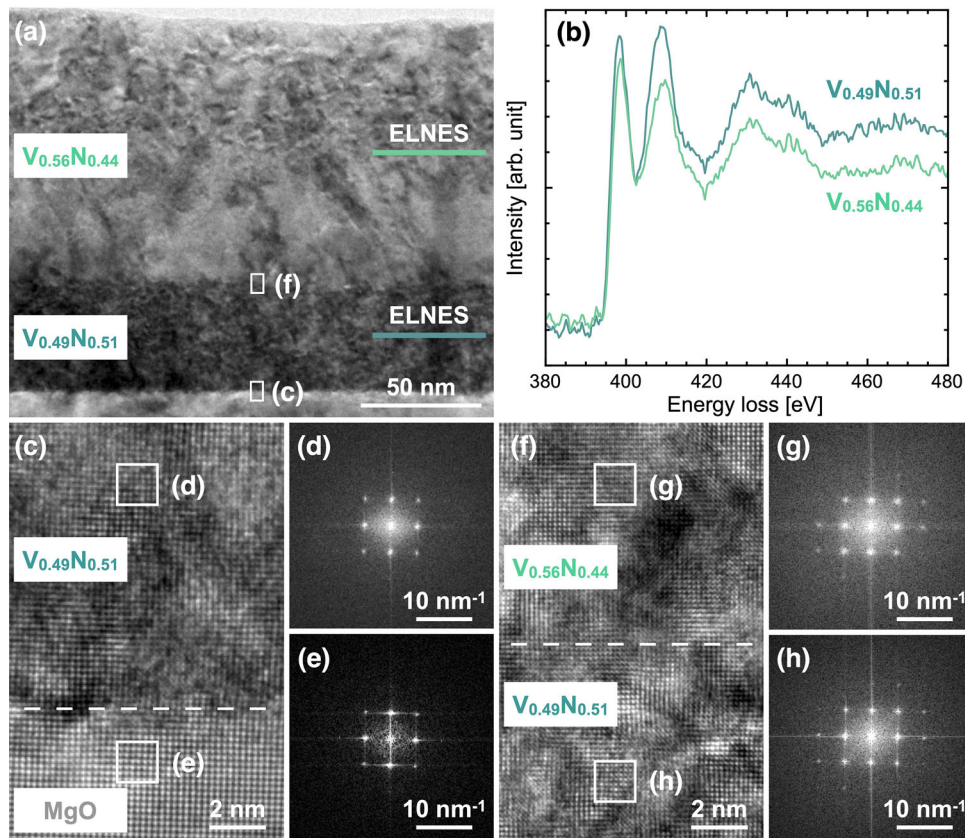 (a)
V₀.₅₆N₀.₄₄
ELNES
(f)
V₀.₄₉N₀.₅₁
ELNES
(c)
50 nm
(b)
Intensity [arb. unit]
V₀.₄₉N₀.₅₁
V₀.₅₆N₀.₄₄
380 400 420 440 460 480
Energy loss [eV]
(c)
(d)
V₀.₄₉N₀.₅₁
(e)
MgO
2 nm
(d)
10 nm⁻¹
(e)
10 nm⁻¹
(f)
(g)
V₀.₅₆N₀.₄₄
V₀.₄₉N₀.₅₁
(h)
2 nm
(g)
10 nm⁻¹
(h)
10 nm⁻¹